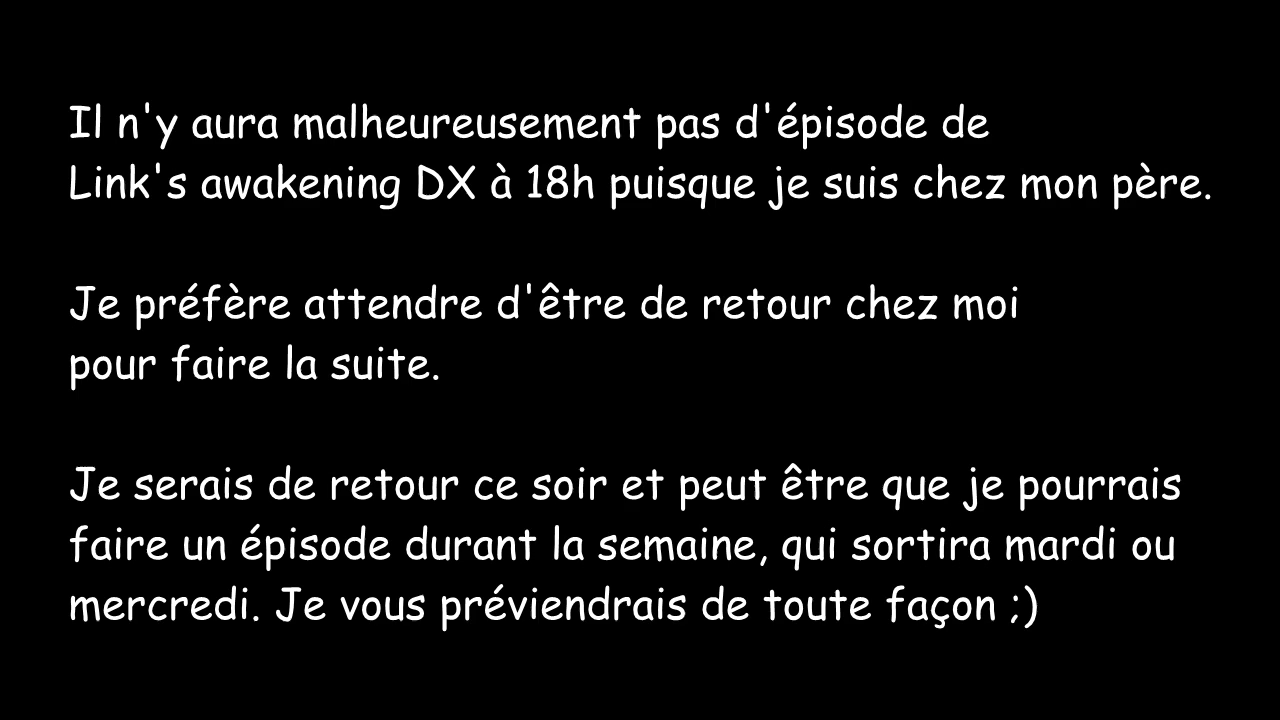 Il n'y aura malheureusement pas d'épisode de
Link's awakening DX à 18h puisque je suis chez mon père.
Je préfère attendre d'être de retour chez moi
pour faire la suite.
Je serais de retour ce soir et peut être que je pourrais
faire un épisode durant la semaine, qui sortira mardi ou
mercredi. Je vous préviendrais de toute façon ;)